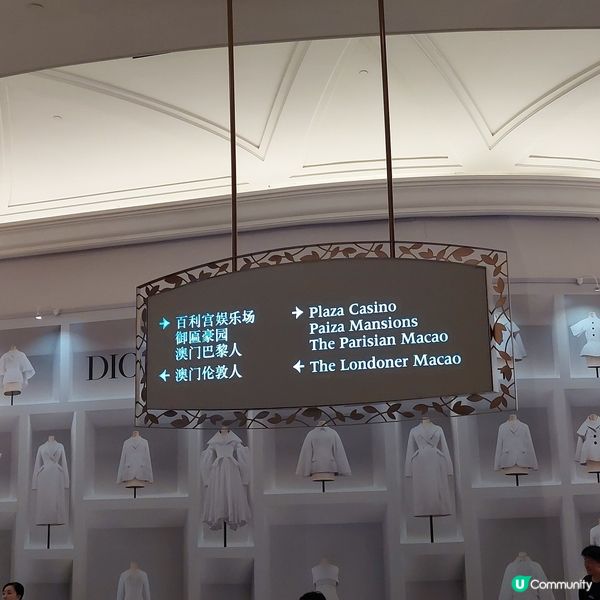 → 百利宫娱乐场
御匾豪园
澳门巴黎人
← 澳门伦敦人
→ Plaza Casino
Paiza Mansions
The Parisian Macao
← The Londoner Macao
DIO
U Community